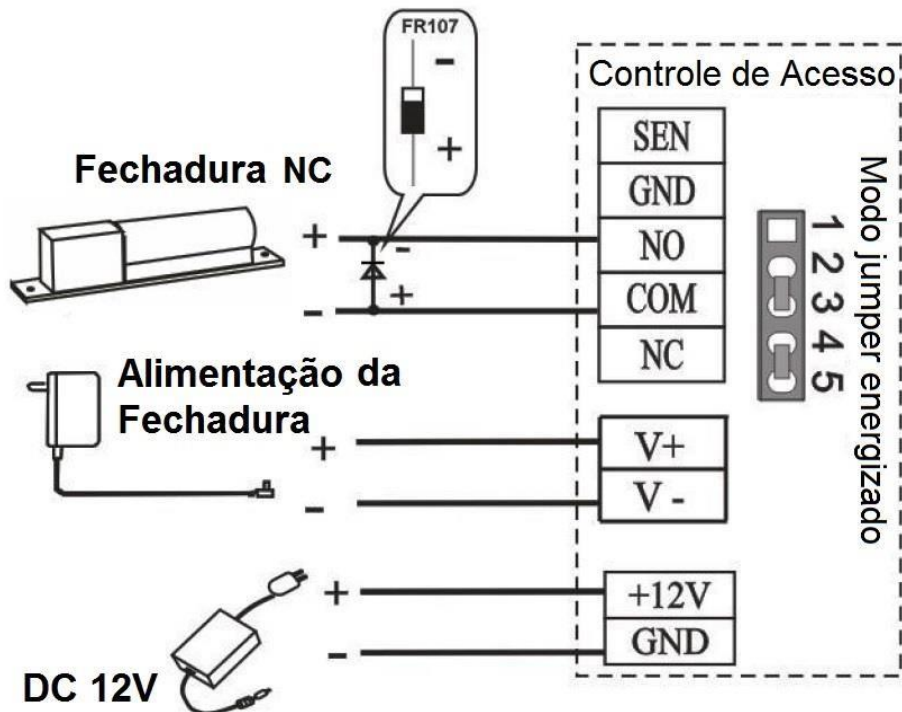 FR107
-
+
Controle de Acesso
SEN
GND
NO
COM
NC
Modo jumper energizado
1
2
3
4
5
Fechadura NC
+
-
-
+
Alimentação da
Fechadura
+
-
V+
V -
+
-
+12V
GND
DC 12V